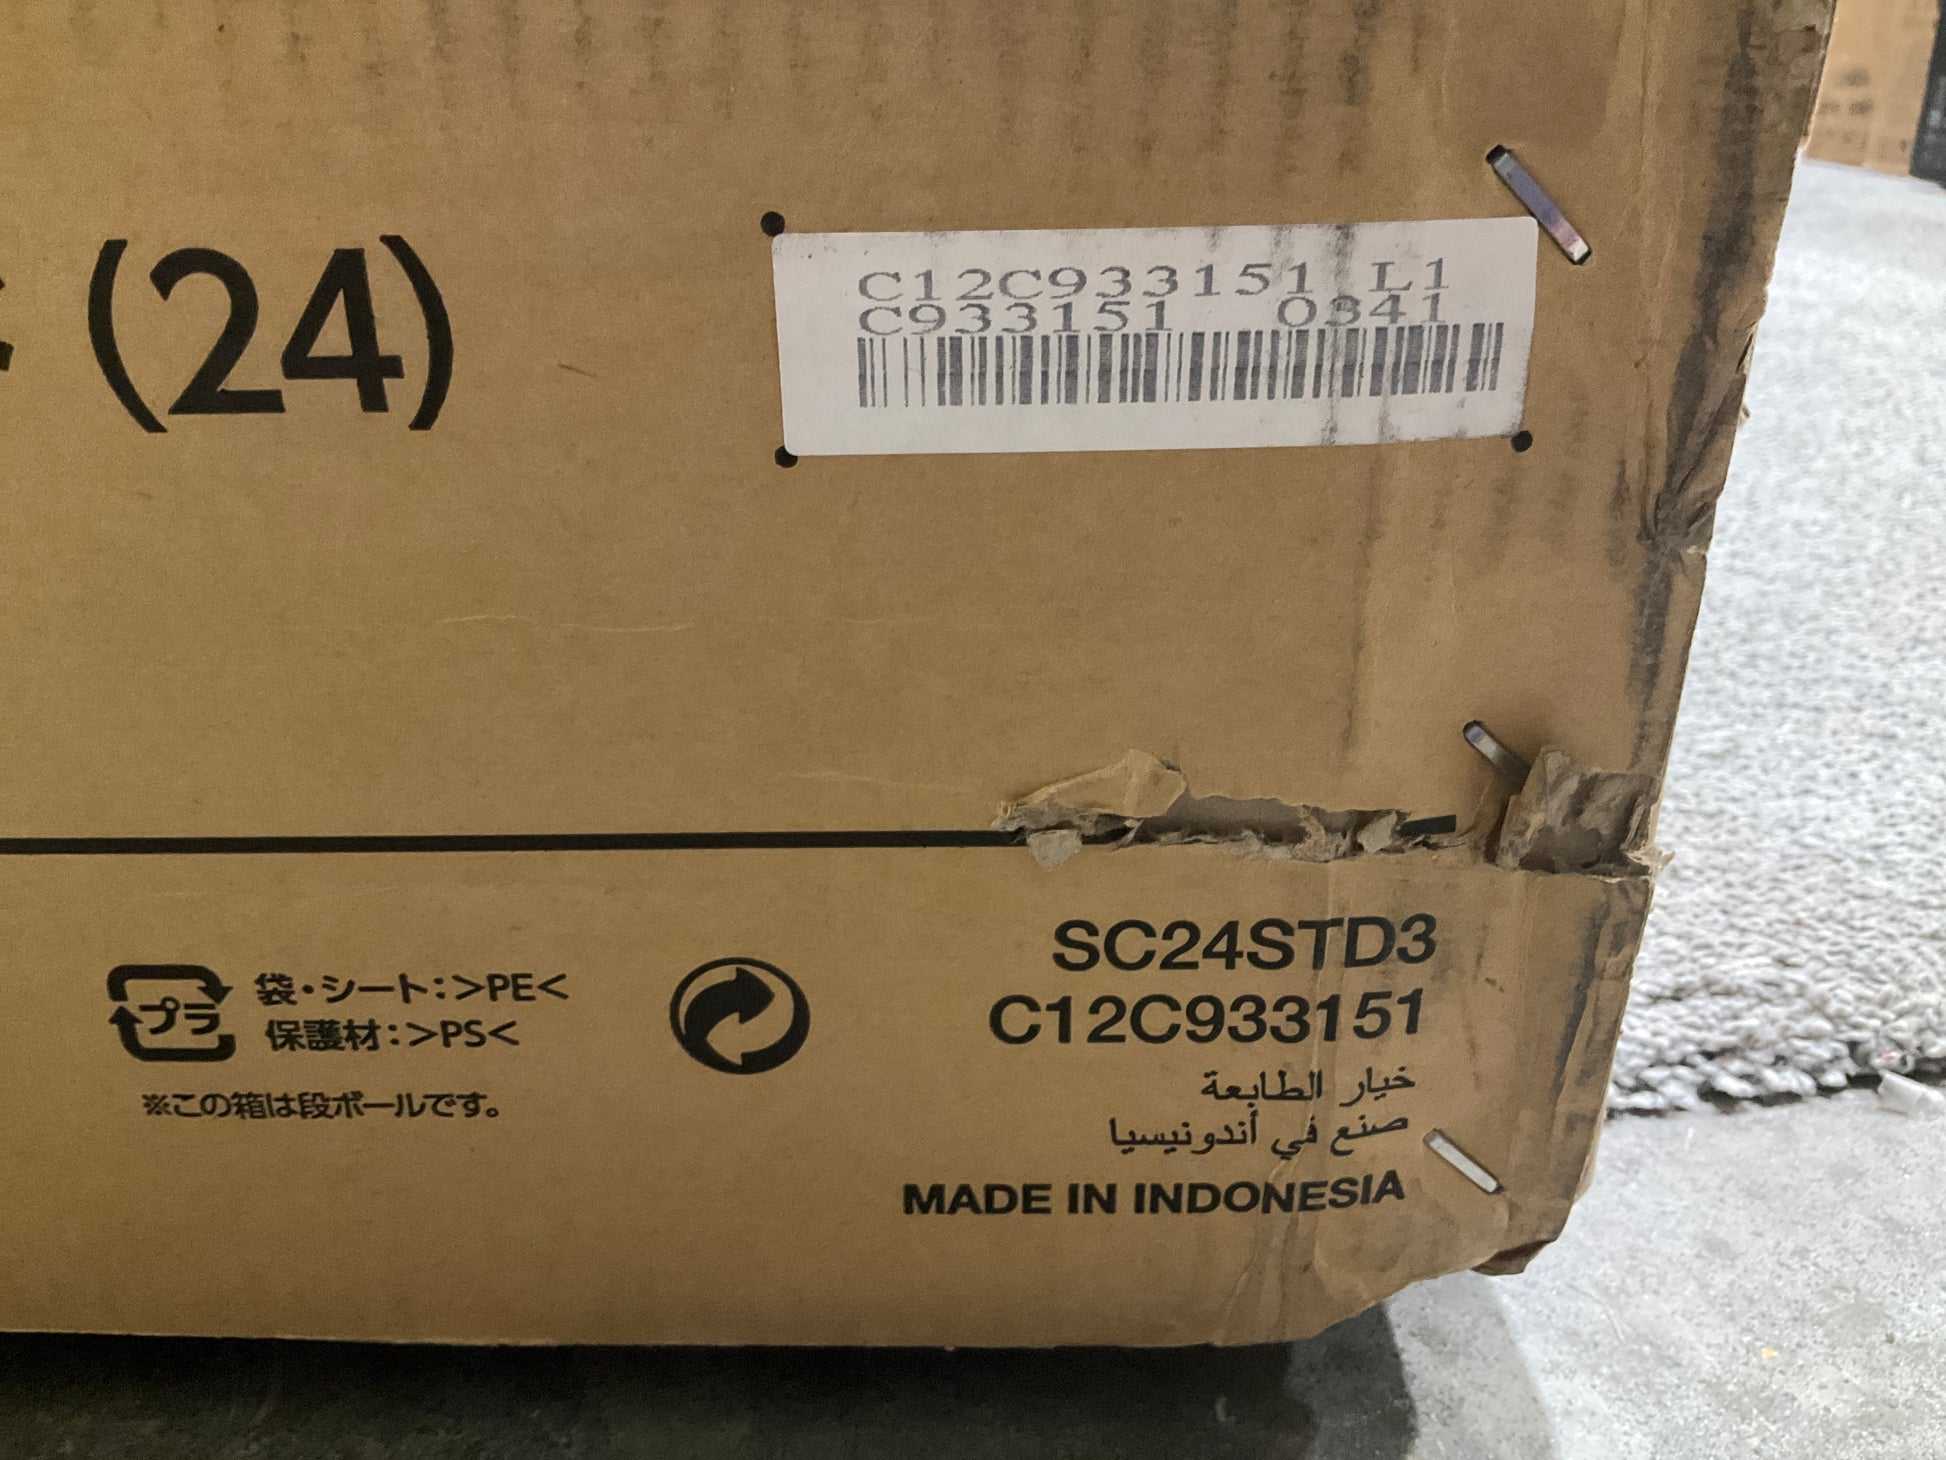 (24)
C12C933151 L1
C933151 0341
プラ
袋・シート:>PE<
保護材:>PS<
※この箱は段ボールです。
SC24STD3
C12C933151
خيار الطابعة
صنع في أندونيسيا
MADE IN INDONESIA